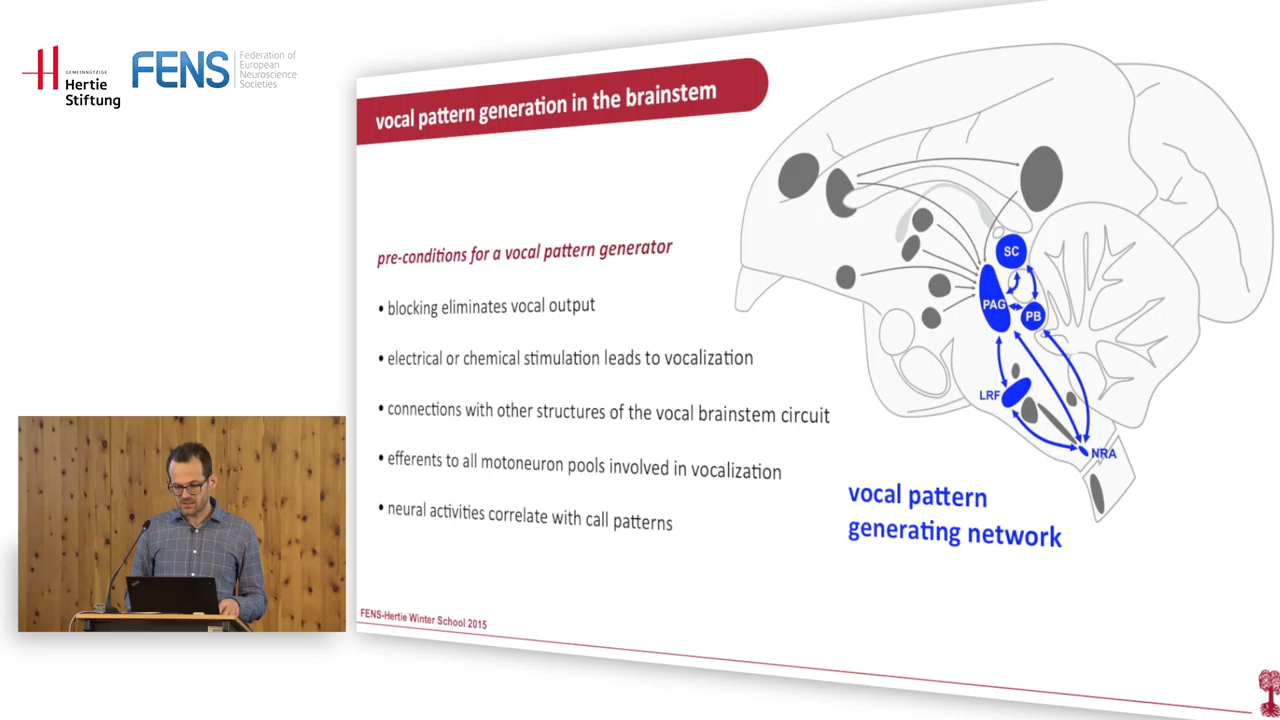 GEMEINNÜTZIGE
Hertie
Stiftung
FENS
Federation of
European
Neuroscience
Societies
vocal pattern generation in the brainstem
pre-conditions for a vocal pattern generator
• blocking eliminates vocal output
• electrical or chemical stimulation leads to vocalization
• connections with other structures of the vocal brainstem circuit
• efferents to all motoneuron pools involved in vocalization
• neural activities correlate with call patterns
SC
PAG
PB
LRF
NRA
vocal pattern
generating network
FENS-Hertie Winter School 2015